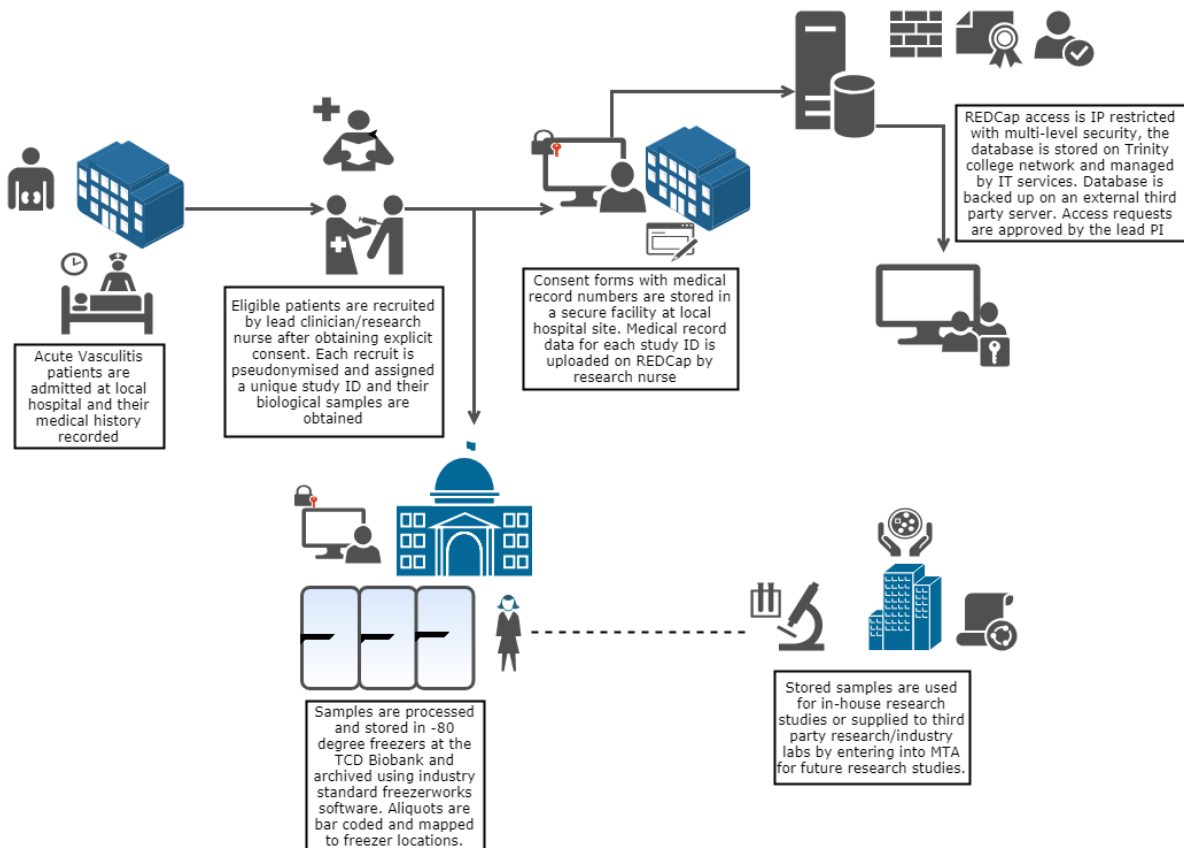 Acute Vasculitis
patients are
admitted at local
hospital and their
medical history
recorded
Eligible patients are recruited
by lead clinician/research
nurse after obtaining explicit
consent. Each recruit is
pseudonymised and assigned
a unique study ID and their
biological samples are
obtained
Consent forms with medical
record numbers are stored in
a secure facility at local
hospital site. Medical record
data for each study ID is
uploaded on REDCap by
research nurse
REDCap access is IP restricted
with multi-level security, the
database is stored on Trinity
college network and managed
by IT services. Database is
backed up on an external third
party server. Access requests
are approved by the lead PI
Samples are processed
and stored in -80
degree freezers at the
TCD Biobank and
archived using industry
standard freezerworks
software. Aliquots are
bar coded and mapped
to freezer locations.
Stored samples are used
for in-house research
studies or supplied to third
party research/industry
labs by entering into MTA
for future research studies.